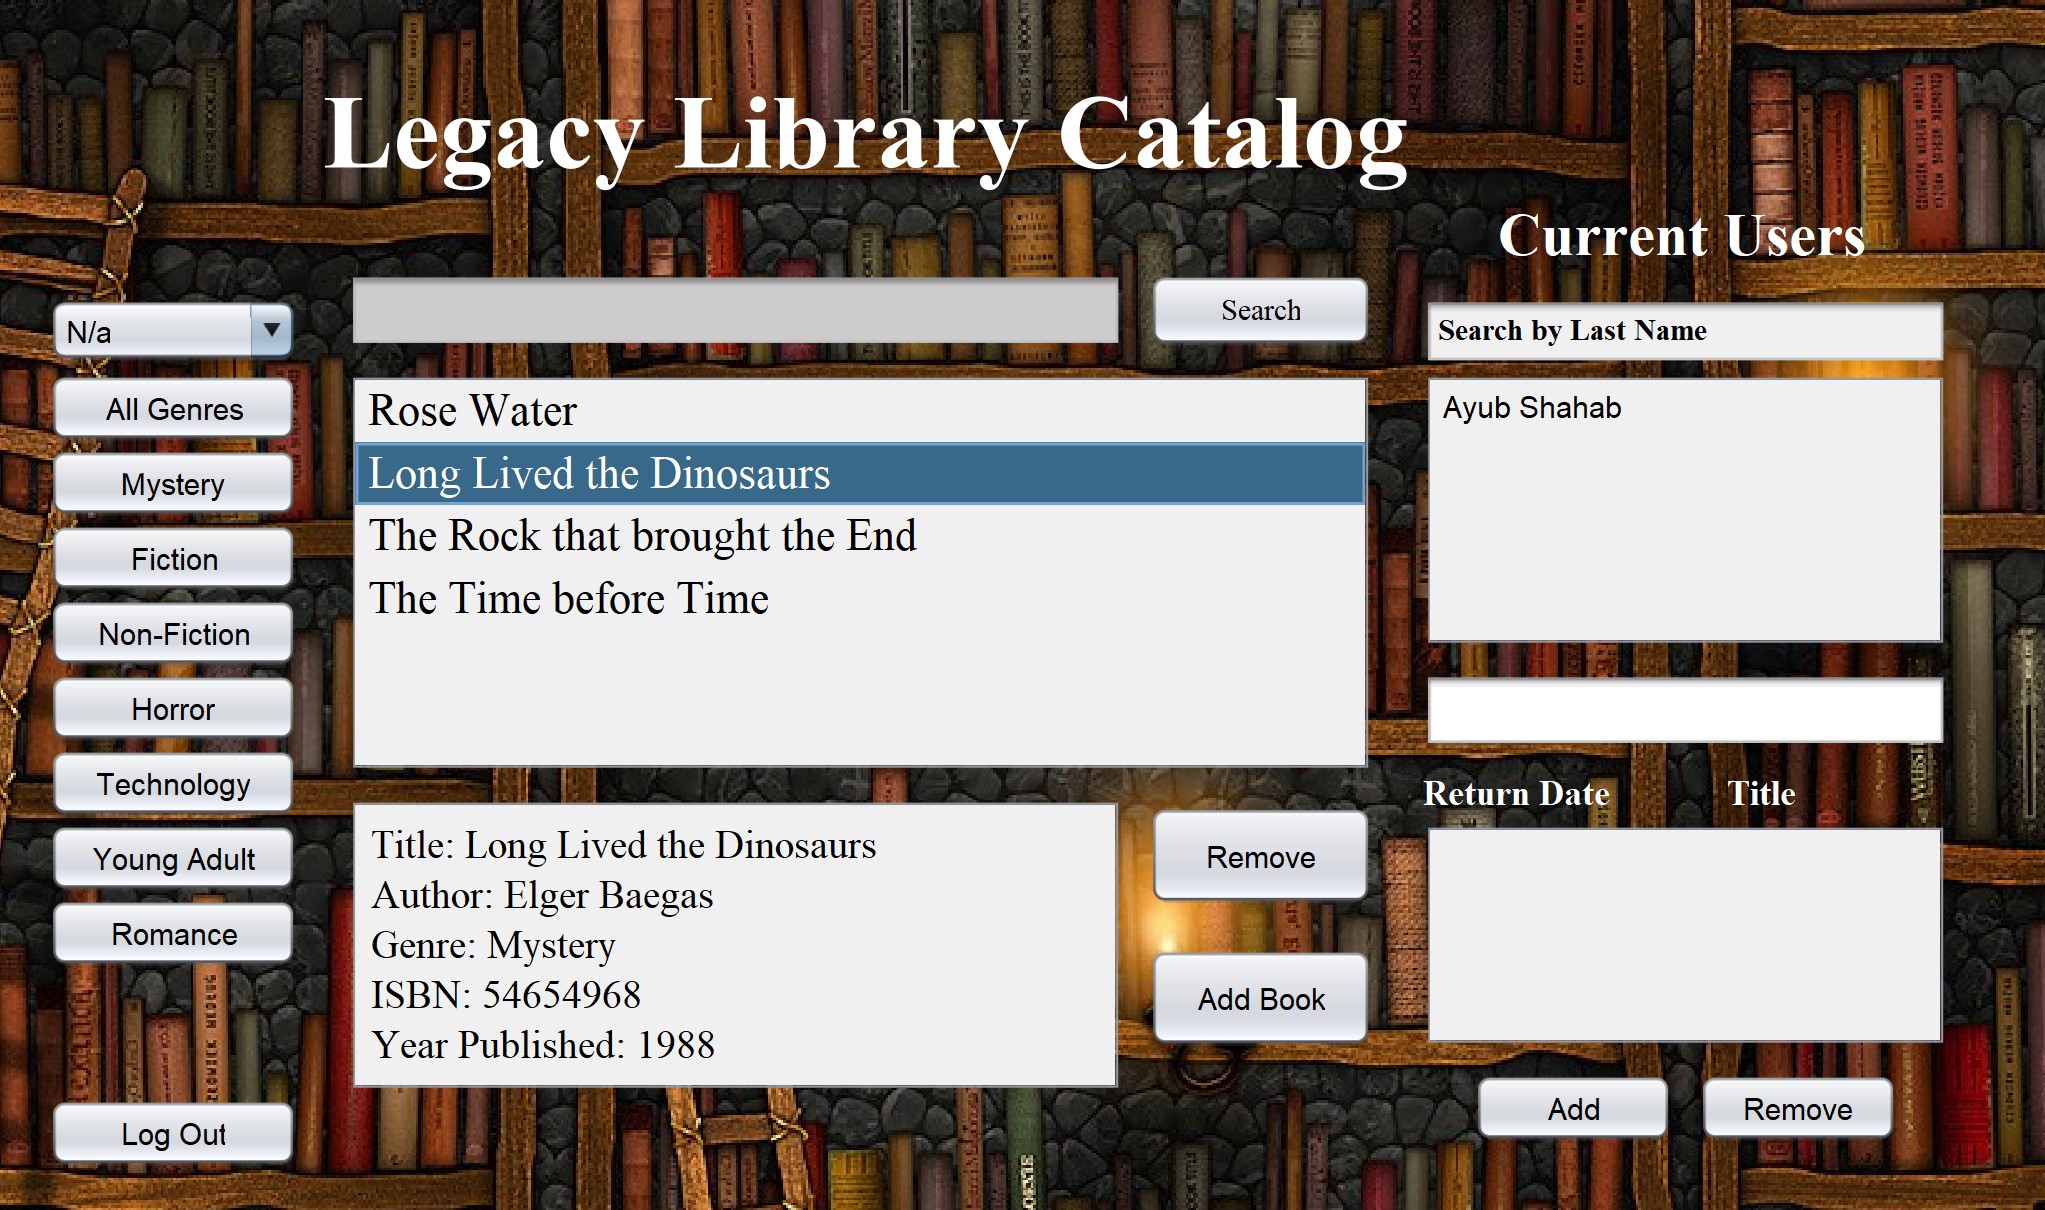 Legacy Library Catalog
Current Users
N/a
Search
Search by Last Name
All Genres
Mystery
Fiction
Non-Fiction
Horror
Technology
Young Adult
Romance
Log Out
Rose Water
Long Lived the Dinosaurs
The Rock that brought the End
The Time before Time
Ayub Shahab
Title: Long Lived the Dinosaurs
Author: Elger Baegas
Genre: Mystery
ISBN: 54654968
Year Published: 1988
Remove
Add Book
Return Date
Title
Add
Remove